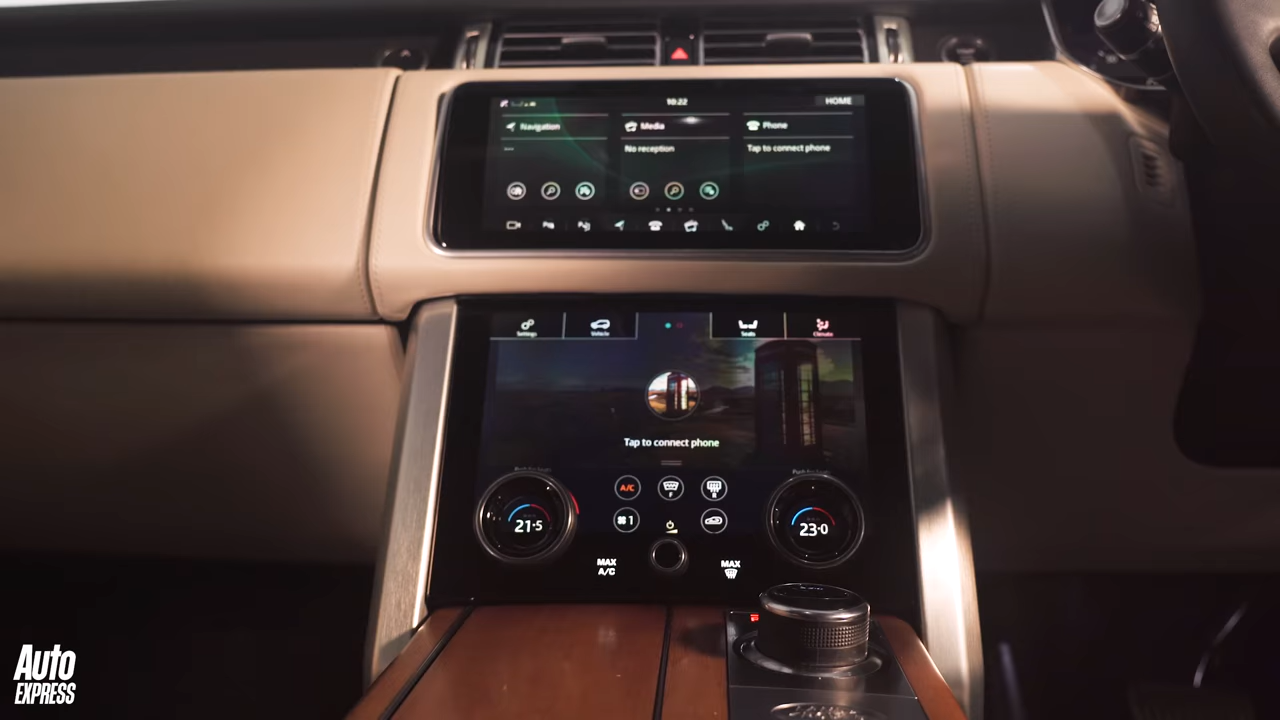 10:22
HOME
Navigation
Media
Phone
---
No reception
Tap to connect phone
Settings
Vehicle
Seats
Climate
Tap to connect phone
A/C
F
R
21·5
1
23·0
MAX
A/C
MAX
Auto
EXPRESS